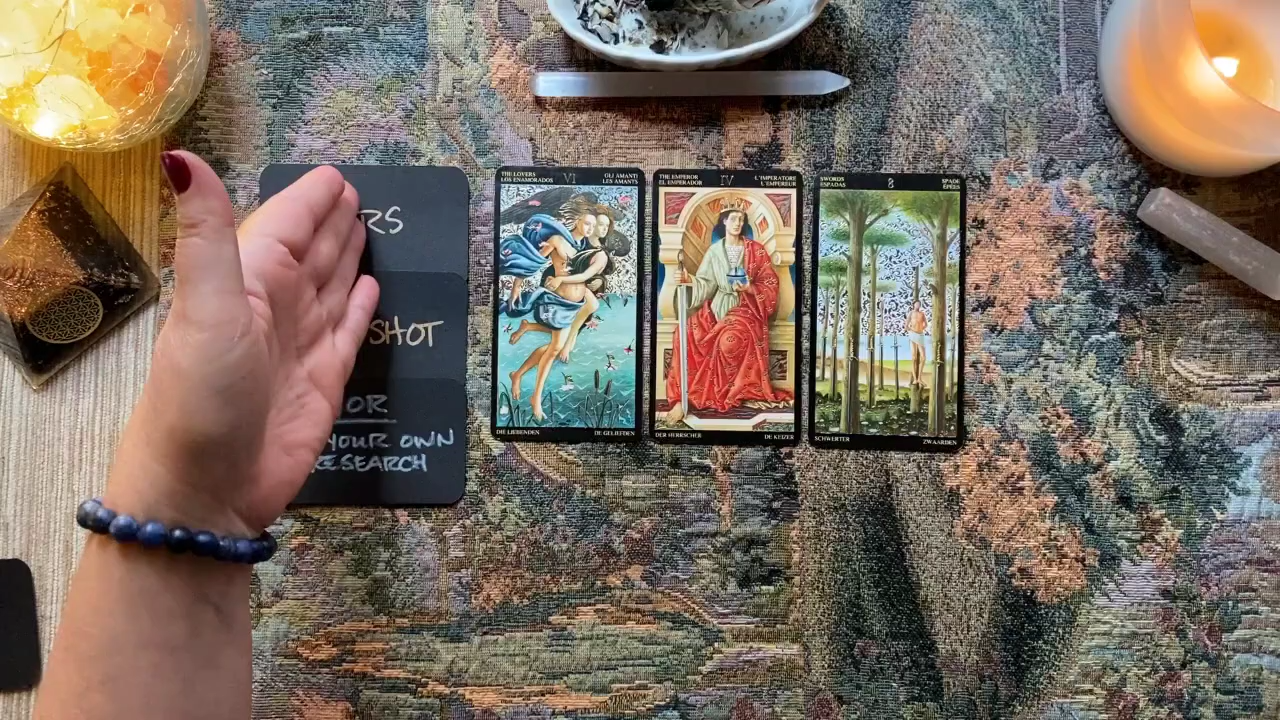 RS
SHOT
OR
YOUR OWN
RESEARCH
THE LOVERS VI GLI AMANTI
LOS ENAMORADOS LES AMANTS
DIE LIEBENDEN DE GELIEFDEN
THE EMPEROR IV L'IMPERATORE
EL EMPERADOR L'EMPEREUR
DER HERRSCHER DE KEIZER
SWORDS 8 SPADE
ESPADAS ÉPÉES
SCHWERTER ZWAARDEN